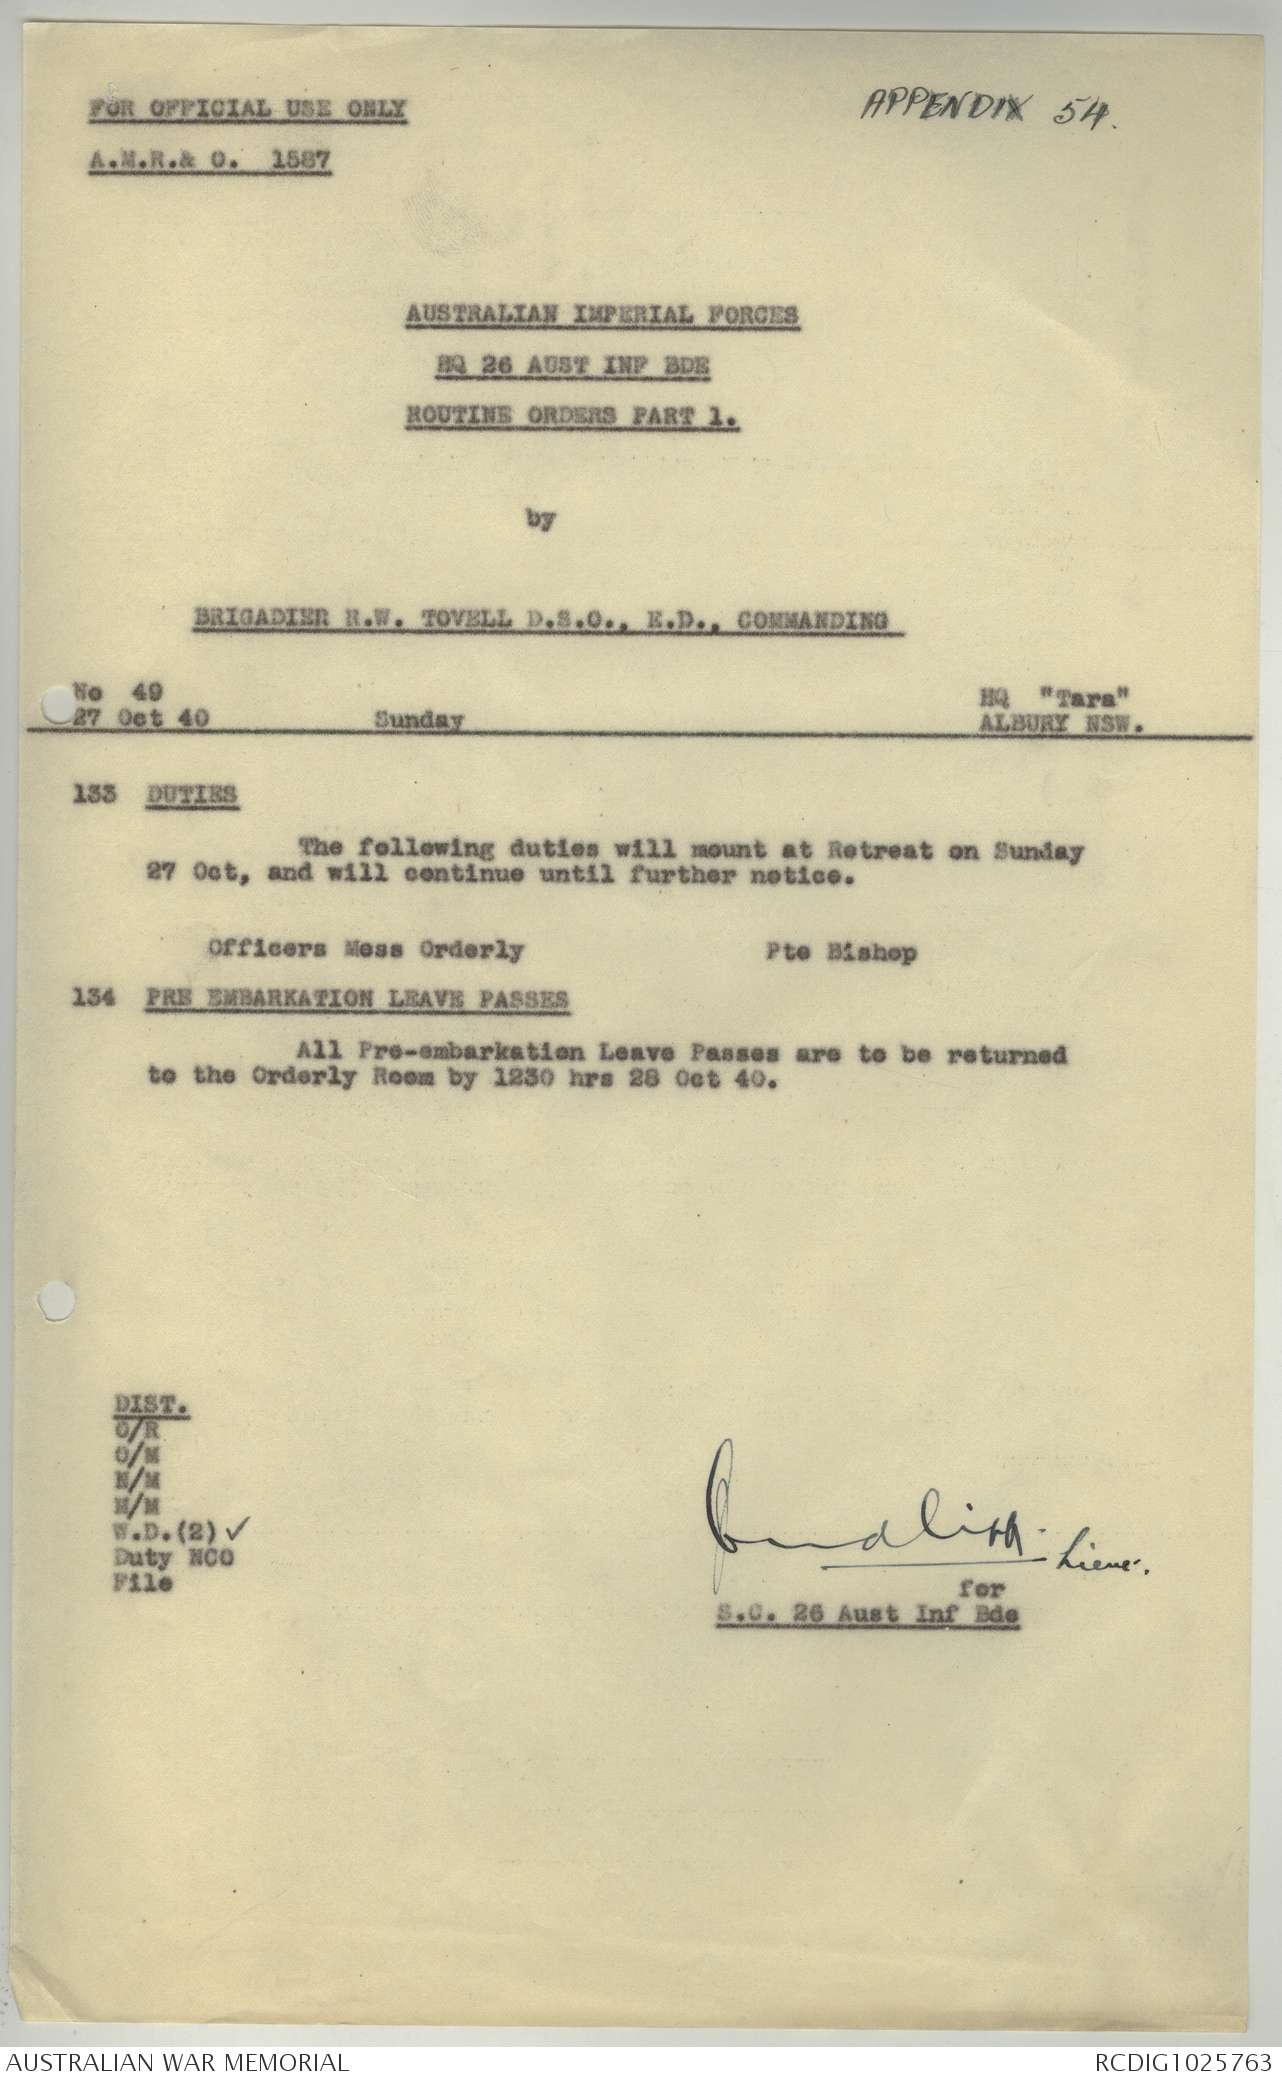 FOR OFFICIAL USE ONLY
APPENDIX 54.
A.M.R.& O. 1587
AUSTRALIAN IMPERIAL FORCES
HQ 26 AUST INF BDE
ROUTINE ORDERS PART 1.
by
BRIGADIER R.W. TOVELL D.S.O., E.D., COMMANDING
No 49
HQ "Tara"
27 Oct 40 Sunday ALBURY NSW.
133 DUTIES
The following duties will mount at Retreat on Sunday
27 Oct, and will continue until further notice.
Officers Mess Orderly Pte Bishop
134 PRE EMBARKATION LEAVE PASSES
All Pre-embarkation Leave Passes are to be returned
to the Orderly Room by 1230 hrs 28 Oct 40.
DIST.
O/R
O/M
N/M
M/M
W.D.(2) ✓
Duty NCO
File
Lieut.
for
S.C. 26 Aust Inf Bde
AUSTRALIAN WAR MEMORIAL
RCDIG1025763